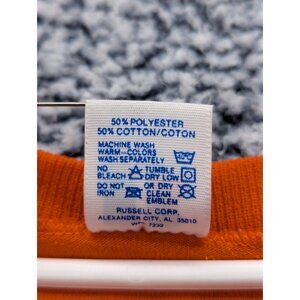 50% POLYESTER
50% COTTON/COTON
MACHINE WASH
WARM-COLORS
WASH SEPARATELY
NO TUMBLE
BLEACH DRY LOW
DO NOT OR DRY
IRON CLEAN
EMBLEM
RUSSELL CORP.
ALEXANDER CITY, AL 35010